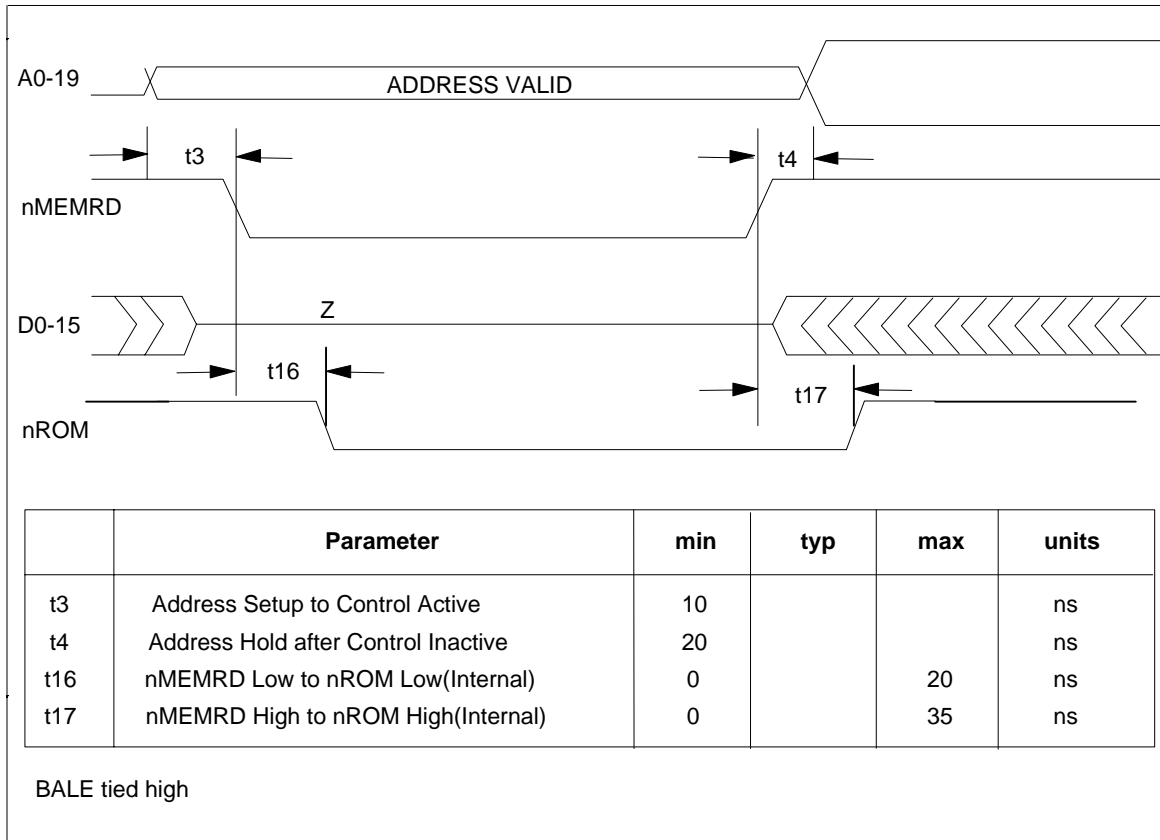 A0-19
ADDRESS VALID
t3
t4
nMEMRD
Z
D0-15
t16
t17
nROM
Parameter min typ max units
t3 Address Setup to Control Active 10 ns
t4 Address Hold after Control Inactive 20 ns
t16 nMEMRD Low to nROM Low(Internal) 0 20 ns
t17 nMEMRD High to nROM High(Internal) 0 35 ns
BALE tied high